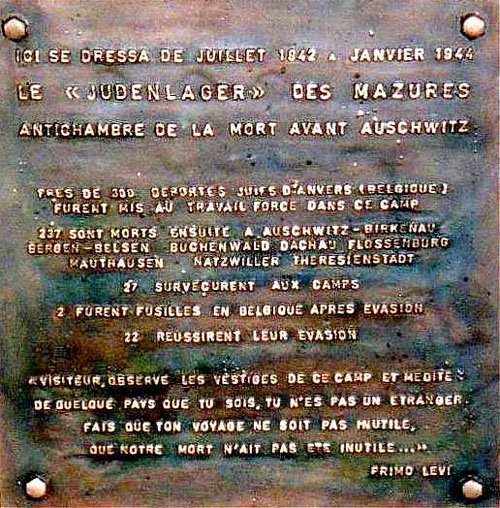 ICI SE DRESSA DE JUILLET 1942 A JANVIER 1944
LE «JUDENLAGER» DES MAZURES
ANTICHAMBRE DE LA MORT AVANT AUSCHWITZ
PRES DE 300 DEPORTES JUIFS D'ANVERS (BELGIQUE)
FURENT MIS AU TRAVAIL FORCE DANS CE CAMP
237 SONT MORTS ENSUITE A AUSCHWITZ-BIRKENAU
BERGEN-BELSEN BUCHENWALD DACHAU FLOSSENBURG
MAUTHAUSEN NATZWILLER THERESIENSTADT
27 SURVECURENT AUX CAMPS
2 FURENT FUSILLES EN BELGIQUE APRES EVASION
22 REUSSIRENT LEUR EVASION
«VISITEUR, OBSERVE LES VESTIGES DE CE CAMP ET MEDITE :
DE QUELQUE PAYS QUE TU SOIS, TU N'ES PAS UN ETRANGER.
FAIS QUE TON VOYAGE NE SOIT PAS INUTILE,
QUE NOTRE MORT N'AIT PAS ETE INUTILE...»
PRIMO LEVI